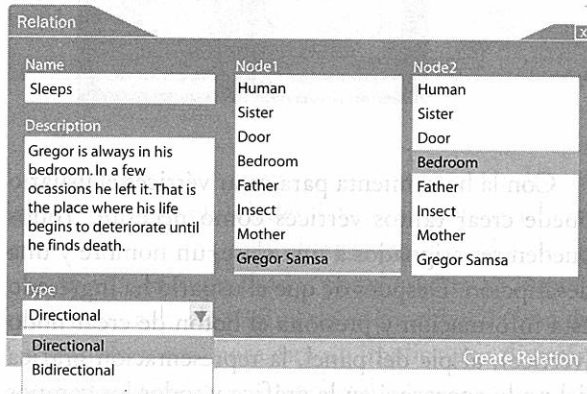 Relation
x
Name
Sleeps
Description
Gregor is always in his
bedroom. In a few
ocassions he left it. That is
the place where his life
begins to deteriorate until
he finds death.
Type
Directional
Directional
Bidirectional
Node1
Human
Sister
Door
Bedroom
Father
Insect
Mother
Gregor Samsa
Node2
Human
Sister
Door
Bedroom
Father
Insect
Mother
Gregor Samsa
Create Relation